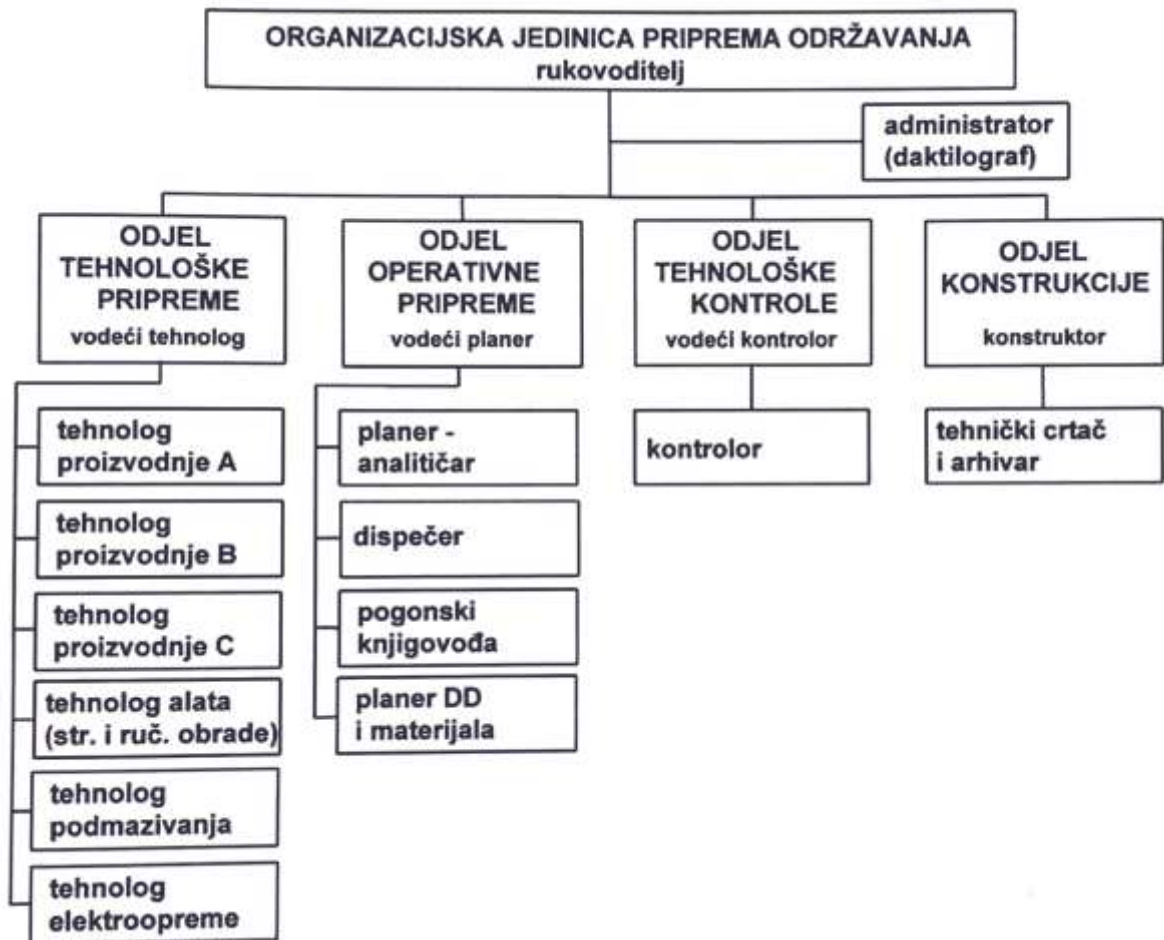 ORGANIZACIJSKA JEDINICA PRIPREMA ODRŽAVANJA
rukovoditelj
administrator
(daktilograf)
ODJEL
TEHNOLOŠKE
PRIPREME
vodeći tehnolog
tehnolog
proizvodnje A
tehnolog
proizvodnje B
tehnolog
proizvodnje C
tehnolog alata
(str. i ruč. obrade)
tehnolog
podmazivanja
tehnolog
elektroopreme
ODJEL
OPERATIVNE
PRIPREME
vodeći planer
planer -
analitičar
dispečer
pogonski
knjigovođa
planer DD
i materijala
ODJEL
TEHNOLOŠKE
KONTROLE
vodeći kontrolor
kontrolor
ODJEL
KONSTRUKCIJE
konstruktor
tehnički crtač
i arhivar